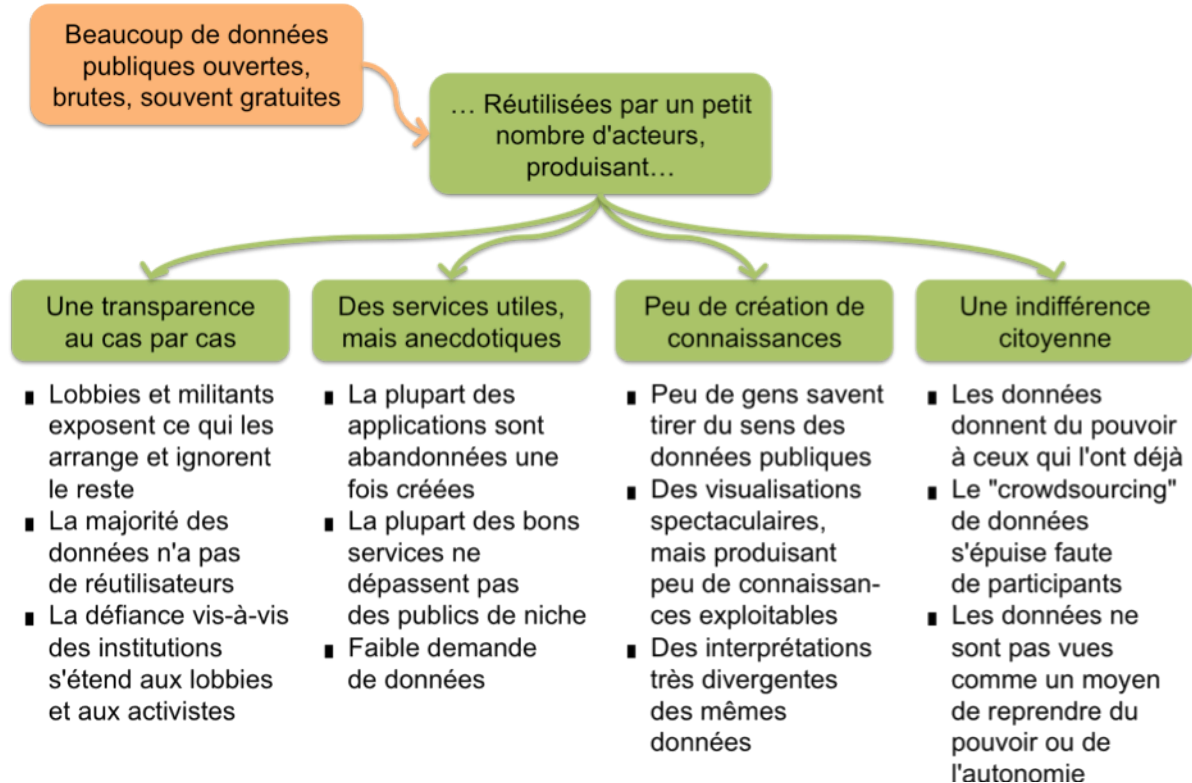 Beaucoup de données
publiques ouvertes,
brutes, souvent gratuites
… Réutilisées par un petit
nombre d'acteurs,
produisant…
Une transparence
au cas par cas
Lobbies et militants
exposent ce qui les
arrange et ignorent
le reste
La majorité des
données n'a pas
de réutilisateurs
La défiance vis-à-vis
des institutions
s'étend aux lobbies
et aux activistes
Des services utiles,
mais anecdotiques
La plupart des
applications sont
abandonnées une
fois créées
La plupart des bons
services ne
dépassent pas
des publics de niche
Faible demande
de données
Peu de création de
connaissances
Peu de gens savent
tirer du sens des
données publiques
Des visualisations
spectaculaires,
mais produisant
peu de connaissan-
ces exploitables
Des interprétations
très divergentes
des mêmes
données
Une indifférence
citoyenne
Les données
donnent du pouvoir
à ceux qui l'ont déjà
Le "crowdsourcing"
de données
s'épuise faute
de participants
Les données ne
sont pas vues
comme un moyen
de reprendre du
pouvoir ou de
l'autonomie